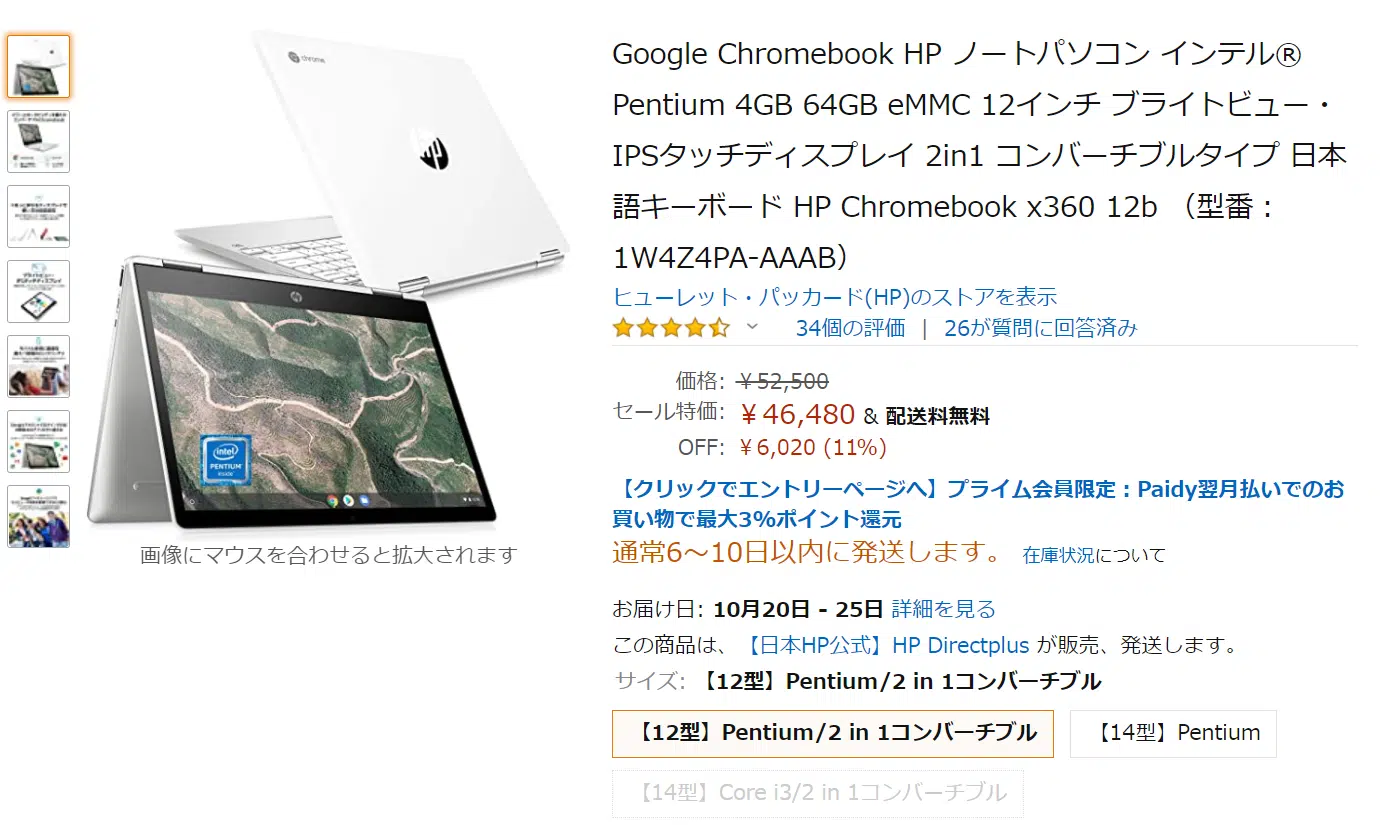 Google Chromebook HP ノートパソコン インテル®
Pentium 4GB 64GB eMMC 12インチ ブライトビュー・
IPSタッチディスプレイ 2in1 コンバーチブルタイプ 日本
語キーボード HP Chromebook x360 12b （型番：
1W4Z4PA-AAAB）
ヒューレット・パッカード(HP)のストアを表示
34個の評価 | 26が質問に回答済み
価格: ￥52,500
セール特価: ￥46,480 & 配送料無料
OFF: ￥6,020 (11%)
【クリックでエントリーページへ】プライム会員限定：Paidy翌月払いでのお
買い物で最大3%ポイント還元
通常6～10日以内に発送します。 在庫状況について
お届け日: 10月20日 - 25日 詳細を見る
この商品は、【日本HP公式】HP Directplus が販売、発送します。
サイズ: 【12型】Pentium/2 in 1コンバーチブル
【12型】Pentium/2 in 1コンバーチブル
【14型】Pentium
【14型】Core i3/2 in 1コンバーチブル
chrome
hp
hp
intel
PENTIUM
inside
画像にマウスを合わせると拡大されます